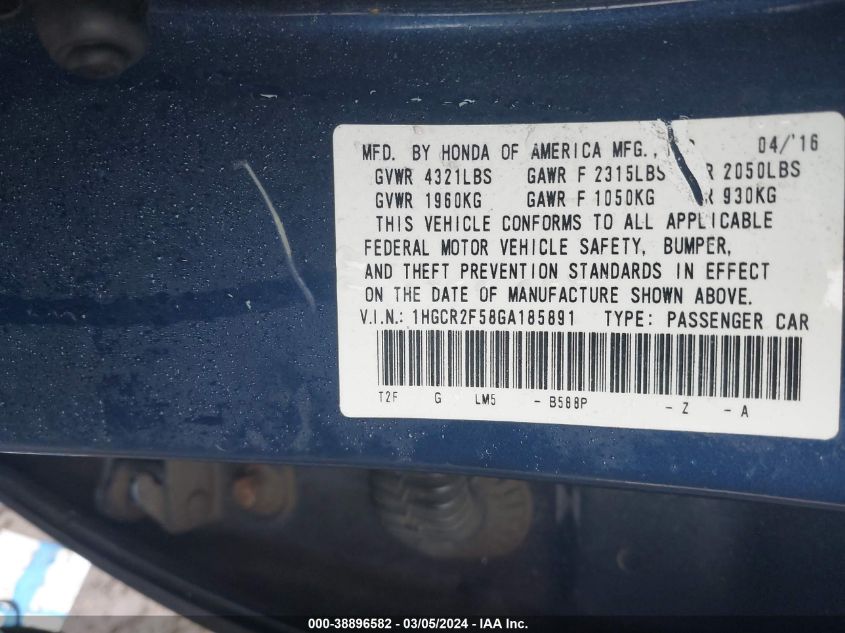 MFD. BY HONDA OF AMERICA MFG., 04/'16
GVWR 4321LBS GAWR F 2315LBS R 2050LBS
GVWR 1960KG GAWR F 1050KG R 930KG
THIS VEHICLE CONFORMS TO ALL APPLICABLE
FEDERAL MOTOR VEHICLE SAFETY, BUMPER,
AND THEFT PREVENTION STANDARDS IN EFFECT
ON THE DATE OF MANUFACTURE SHOWN ABOVE.
V.I.N.: 1HGCR2F58GA185891 TYPE: PASSENGER CAR
T2F G LM5 - B588P - Z - A
000-38896582 - 03/05/2024 - IAA Inc.